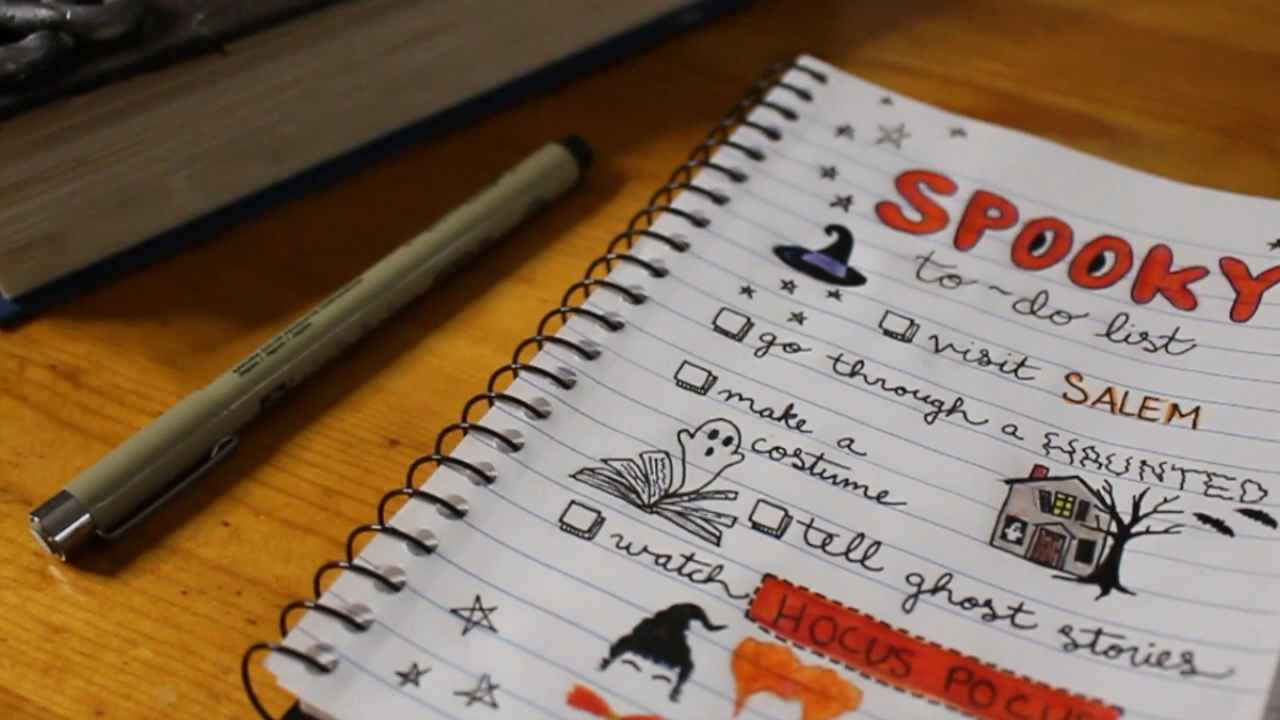 SPOOKY
to-do list
visit SALEM
go through a HAUNTED
make a
costume
tell ghost stories
watch HOCUS POCUS